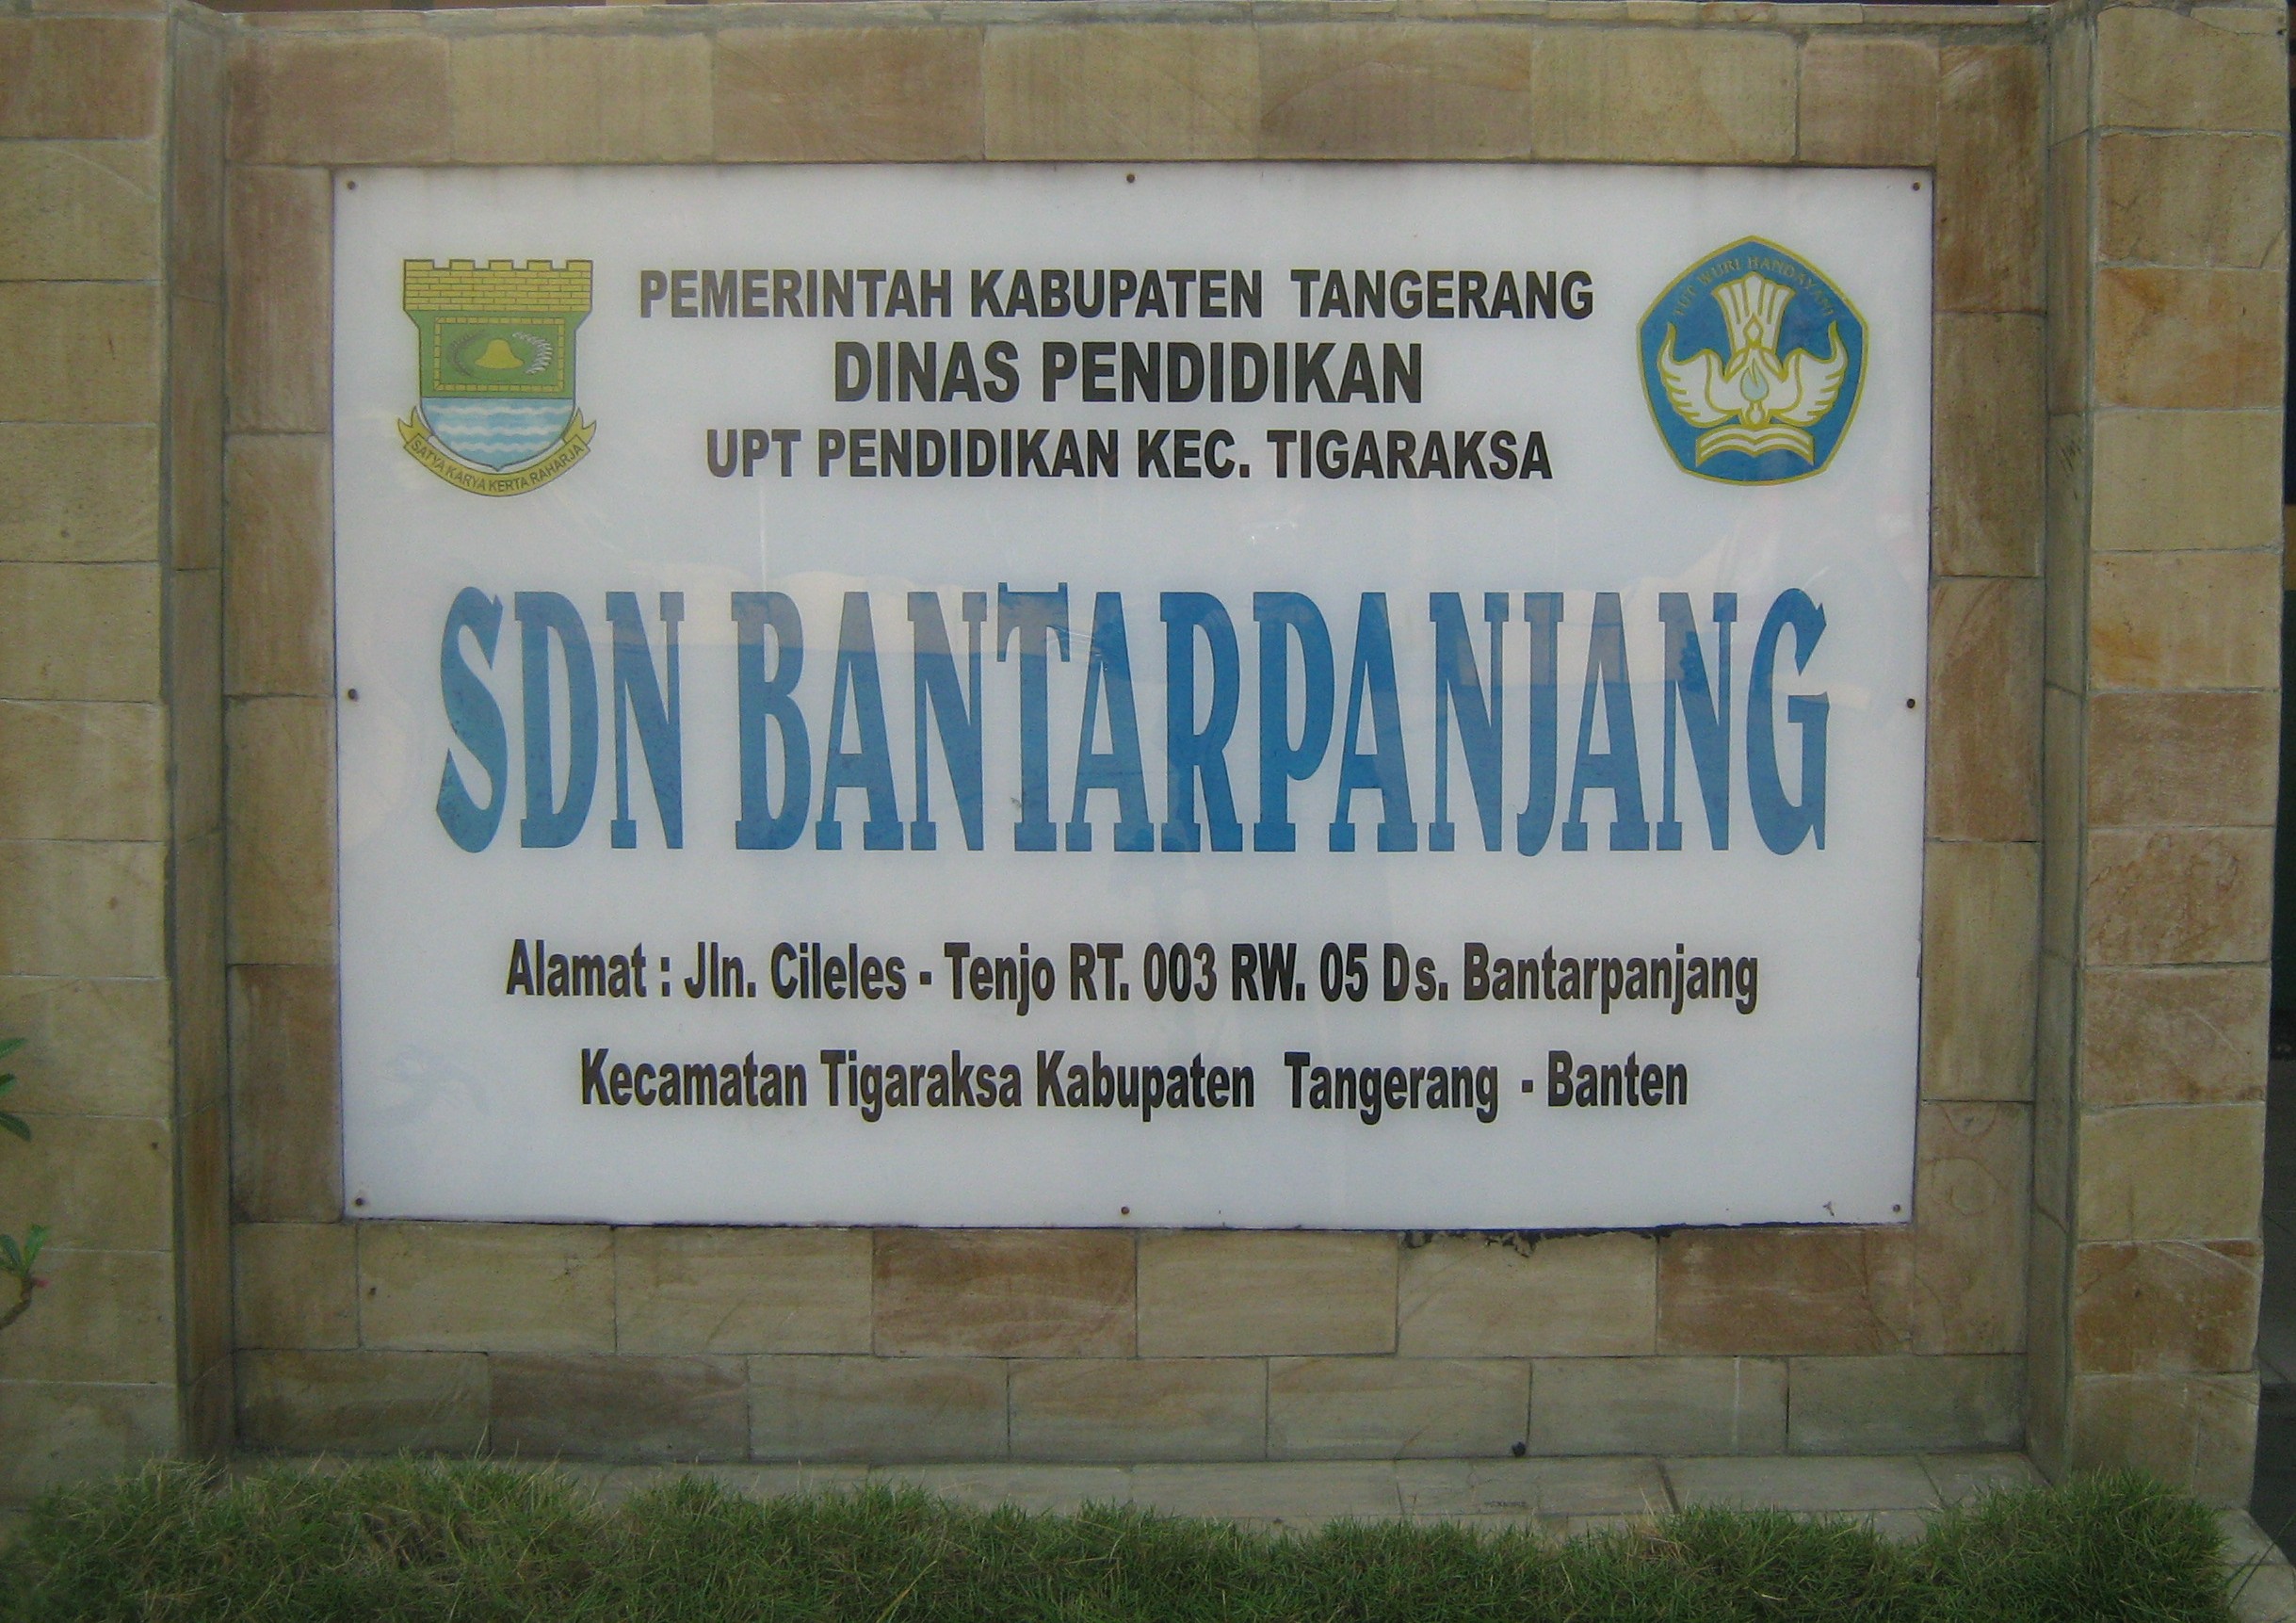 PEMERINTAH KABUPATEN TANGERANG
DINAS PENDIDIKAN
UPT PENDIDIKAN KEC. TIGARAKSA
SATYA KARYA KERTA RAHARJA
TUT WURI HANDAYANI
SDN BANTARPANJANG
Alamat : Jln. Cileles - Tenjo RT. 003 RW. 05 Ds. Bantarpanjang
Kecamatan Tigaraksa Kabupaten Tangerang - Banten